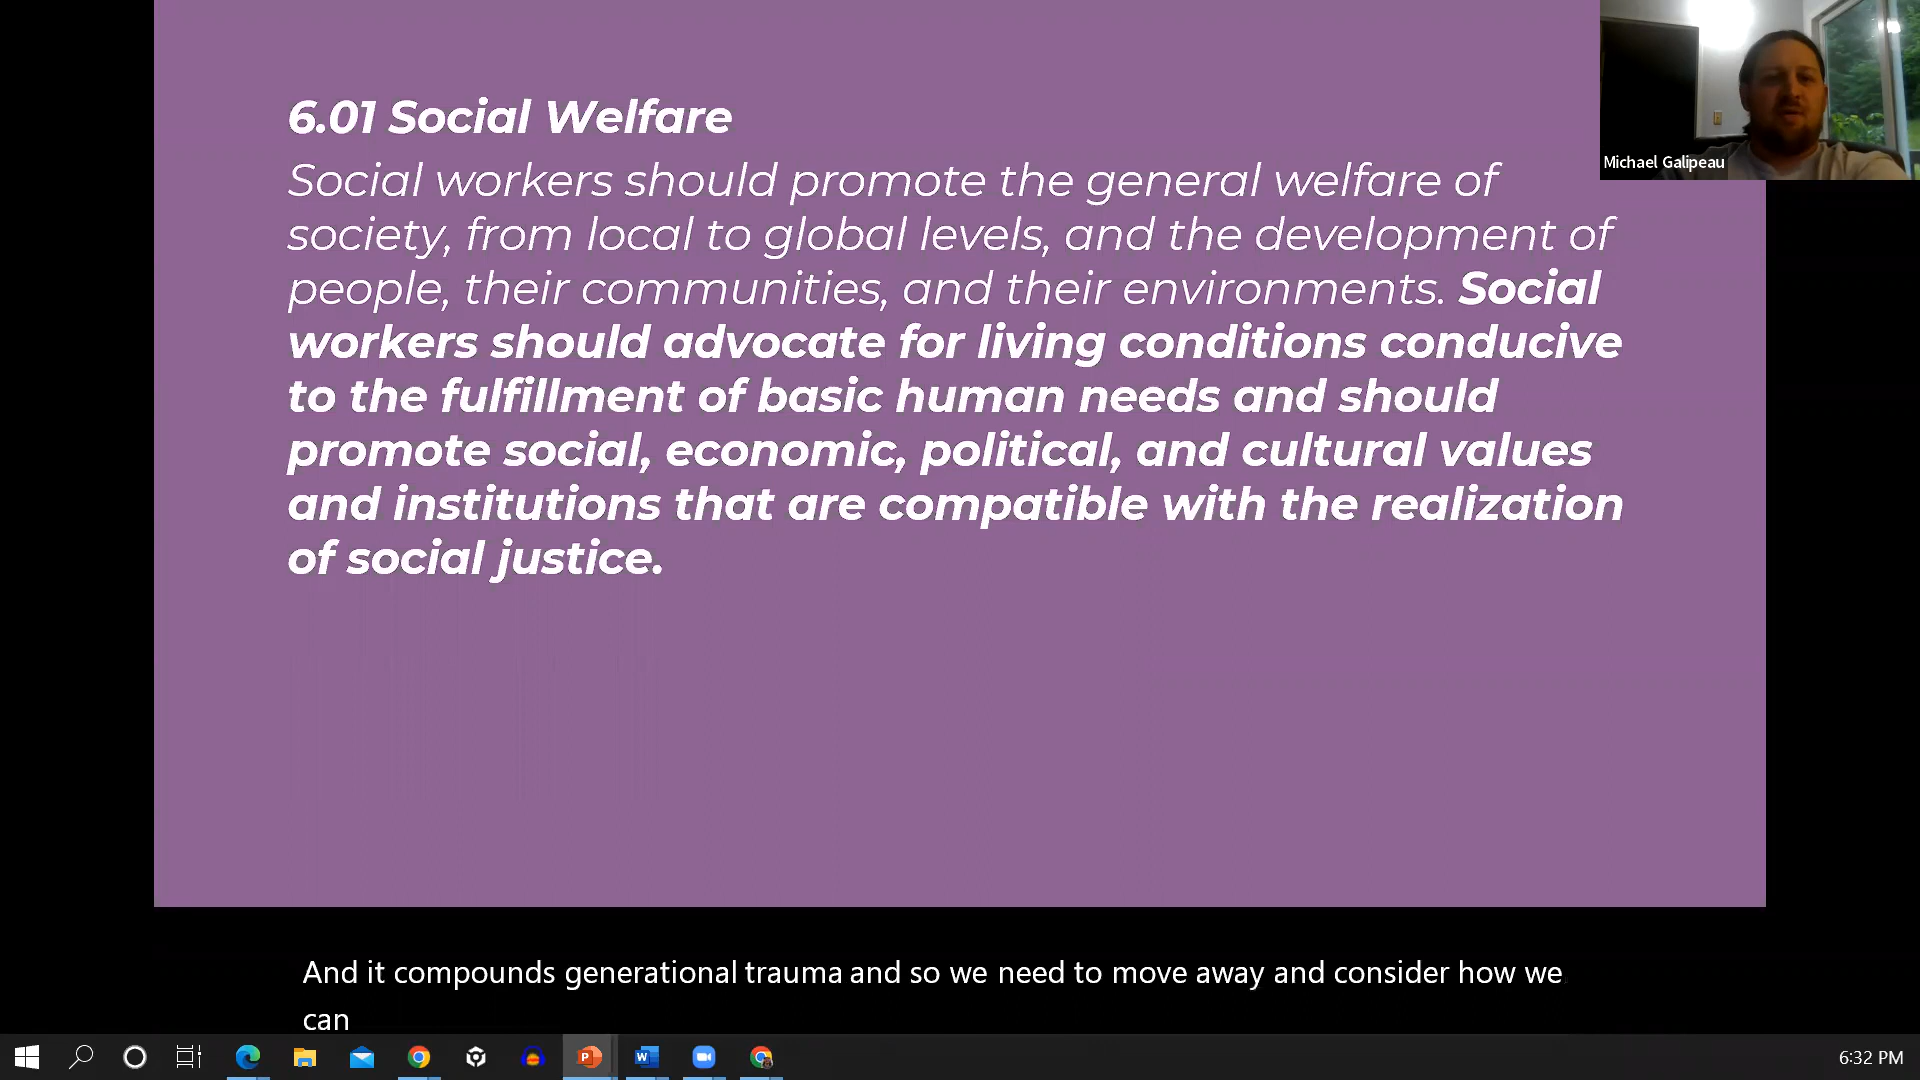 6.01 Social Welfare
Social workers should promote the general welfare of
society, from local to global levels, and the development of
people, their communities, and their environments. Social
workers should advocate for living conditions conducive
to the fulfillment of basic human needs and should
promote social, economic, political, and cultural values
and institutions that are compatible with the realization
of social justice.
Michael Galipeau
And it compounds generational trauma and so we need to move away and consider how we
can
6:32 PM